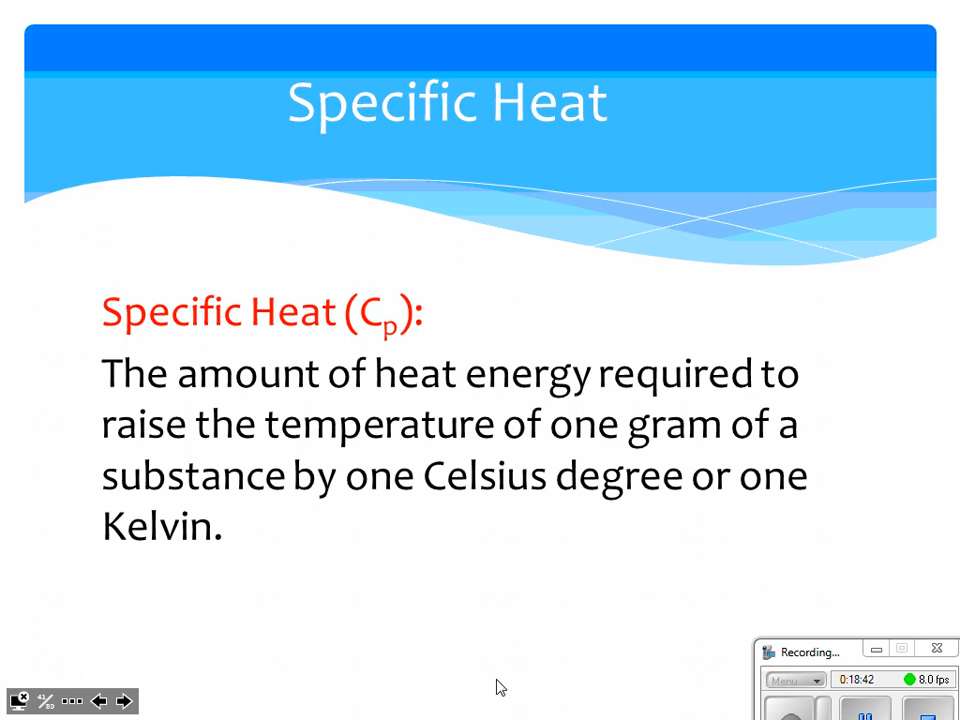 Specific Heat
Specific Heat (Cp):
The amount of heat energy required to
raise the temperature of one gram of a
substance by one Celsius degree or one
Kelvin.
Recording...
Menu
0:18:42
8.0 fps